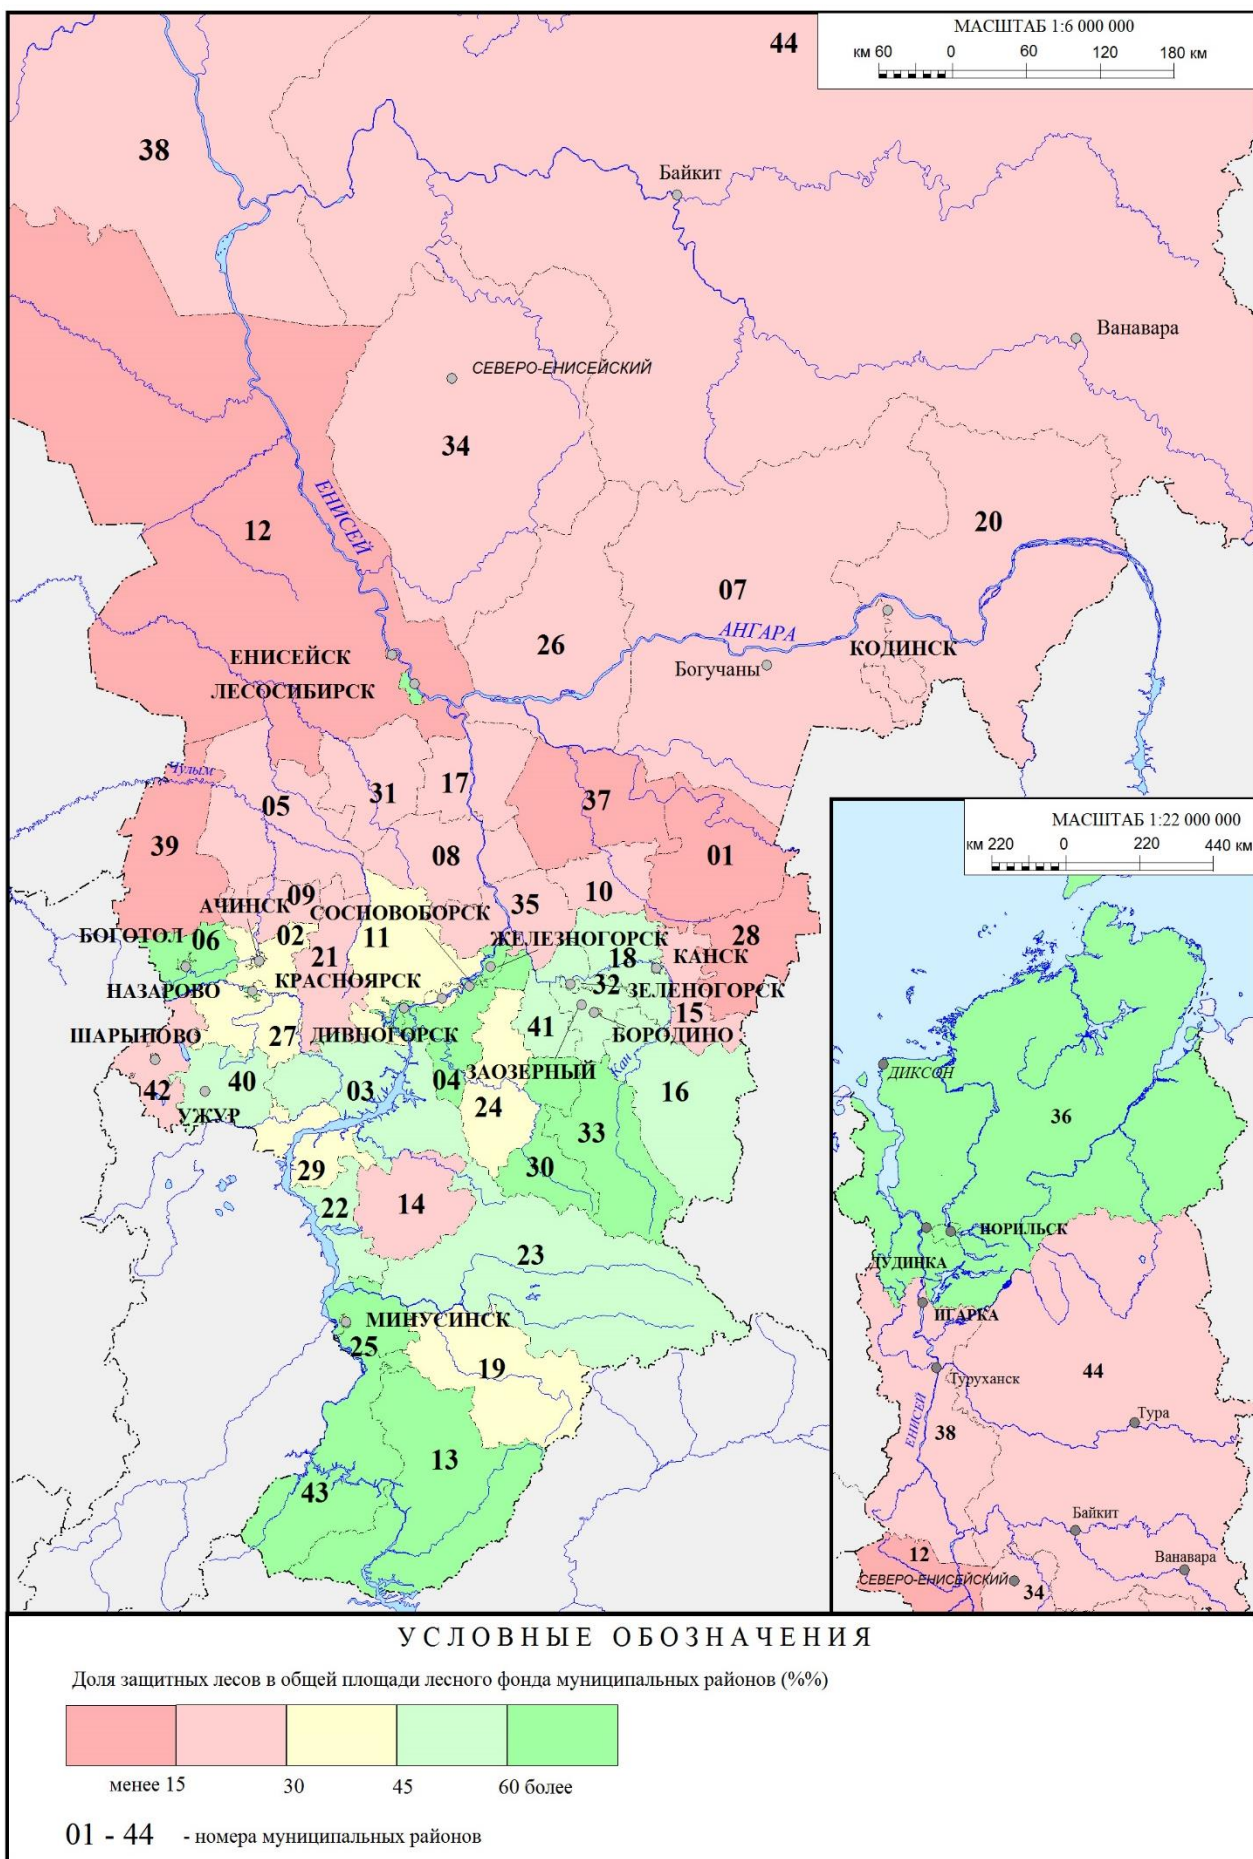 МАСШТАБ 1:6 000 000
км 60 0 60 120 180 км
44
38
Байкит
Ванавара
СЕВЕРО-ЕНИСЕЙСКИЙ
34
ЕНИСЕЙ
12
20
07
26
АНГАРА
КОДИНСК
Богучаны
ЕНИСЕЙСК
ЛЕСОСИБИРСК
Чулым
17
31
05
37
39
08
01
МАСШТАБ 1:22 000 000
км 220 0 220 440 км
09
10
АЧИНСК
СОСНОВОБОРСК
35
БОГОТОЛ
06
02
11
ЖЕЛЕЗНОГОРСК
28
21
18
КАНСК
КРАСНОЯРСК
НАЗАРОВО
32
ЗЕЛЕНОГОРСК
15
ШАРЫПОВО
27
ДИВНОГОРСК
41
БОРОДИНО
ЗАОЗЕРНЫЙ
Кан
42
40
03
04
16
УЖУР
24
33
30
29
22
14
23
МИНУСИНСК
25
19
13
43
ДИКСОН
36
НОРИЛЬСК
ДУДИНКА
ИГАРКА
Туруханск
44
Тура
ЕНИСЕЙ
38
Байкит
12
Ванавара
СЕВЕРО-ЕНИСЕЙСКИЙ
34
УСЛОВНЫЕ ОБОЗНАЧЕНИЯ
Доля защитных лесов в общей площади лесного фонда муниципальных районов (%%)
менее 15 30 45 60 более
01 - 44 - номера муниципальных районов